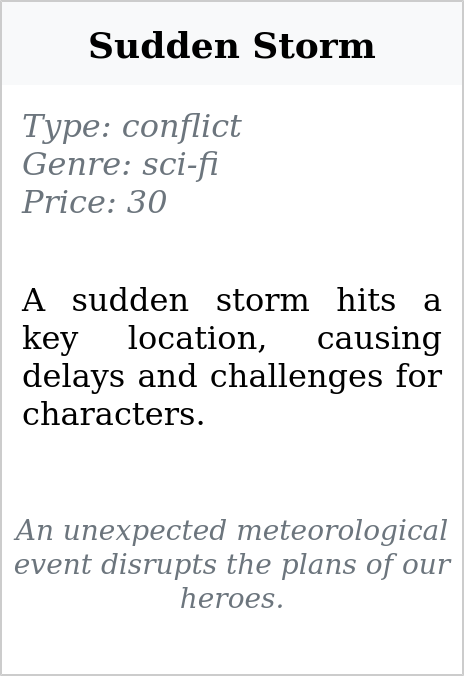 Sudden Storm
Type: conflict
Genre: sci-fi
Price: 30
A sudden storm hits a
key location, causing
delays and challenges for
characters.
An unexpected meteorological
event disrupts the plans of our
heroes.